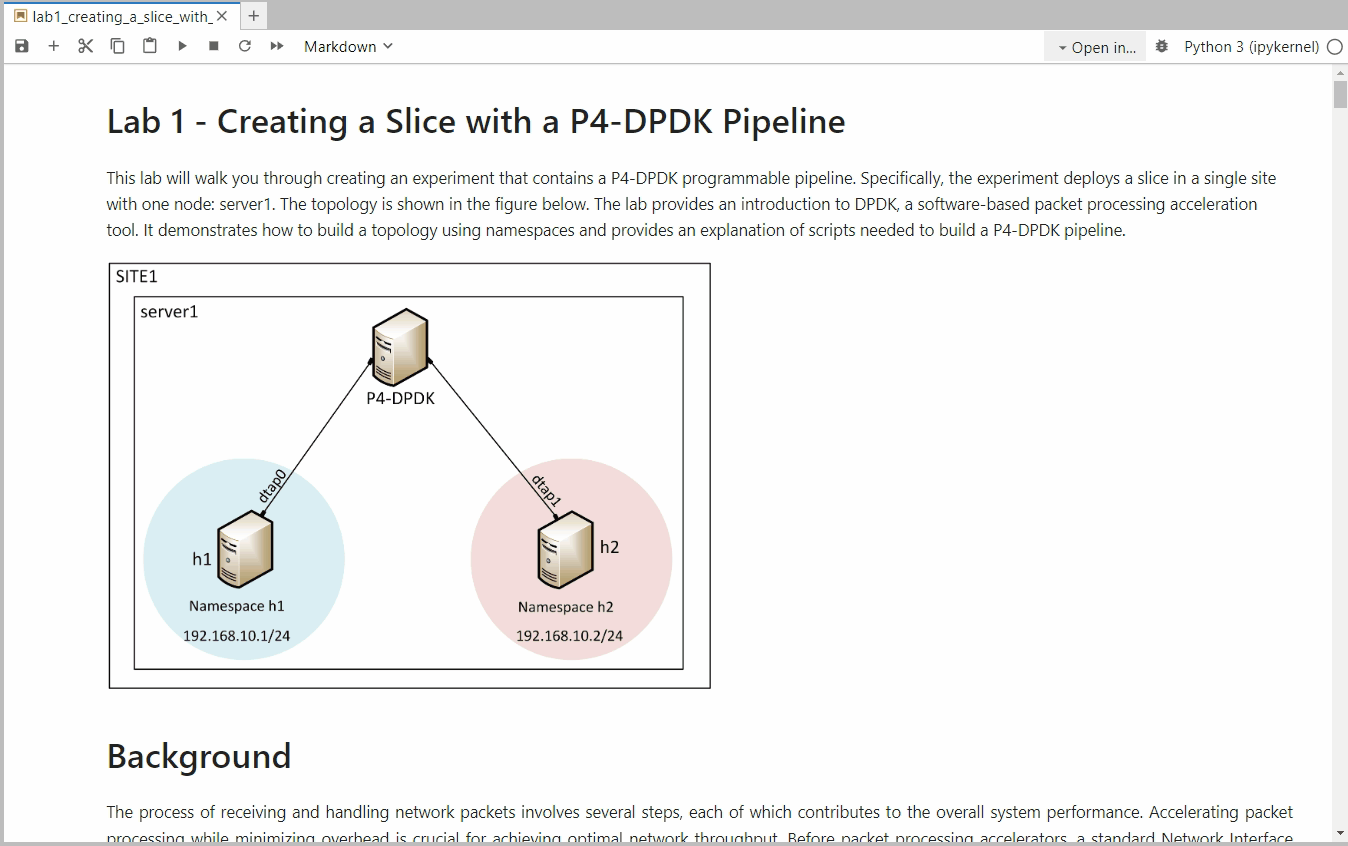 lab1_creating_a_slice_with_
Markdown
Open in...
Python 3 (ipykernel)
Lab 1 - Creating a Slice with a P4-DPDK Pipeline
This lab will walk you through creating an experiment that contains a P4-DPDK programmable pipeline. Specifically, the experiment deploys a slice in a single site
with one node: server1. The topology is shown in the figure below. The lab provides an introduction to DPDK, a software-based packet processing acceleration
tool. It demonstrates how to build a topology using namespaces and provides an explanation of scripts needed to build a P4-DPDK pipeline.
SITE1
server1
P4-DPDK
dtap0
dtap1
h1
h2
Namespace h1
Namespace h2
192.168.10.1/24
192.168.10.2/24
Background
The process of receiving and handling network packets involves several steps, each of which contributes to the overall system performance. Accelerating packet
processing while minimizing overhead is crucial for achieving optimal network throughput. Before packet processing accelerators, a standard Network Interface